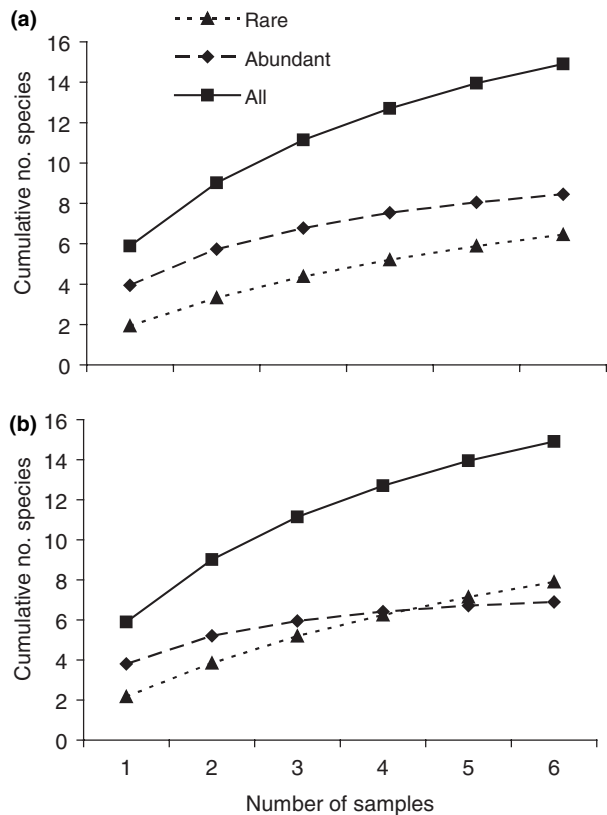 (a)
Rare
Abundant
All
Cumulative no. species
16
14
12
10
8
6
4
2
0
(b)
Cumulative no. species
16
14
12
10
8
6
4
2
0
1 2 3 4 5 6
Number of samples